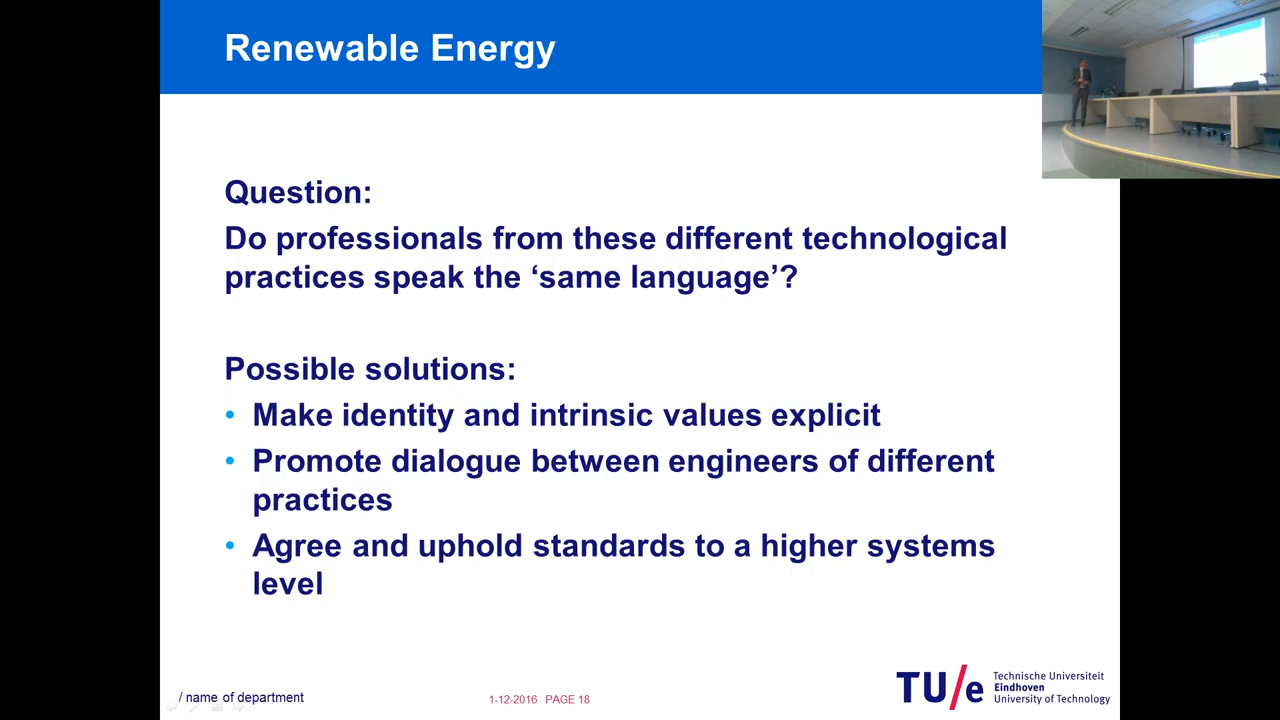 Renewable Energy
Question:
Do professionals from these different technological
practices speak the ‘same language’?
Possible solutions:
• Make identity and intrinsic values explicit
• Promote dialogue between engineers of different
practices
• Agree and uphold standards to a higher systems
level
/ name of department
1-12-2016 PAGE 18
TU/e
Technische Universiteit
Eindhoven
University of Technology